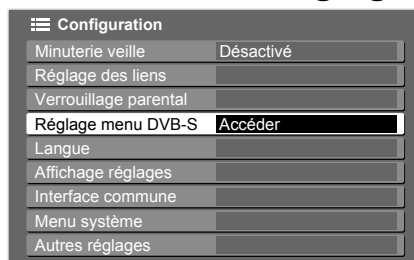 Configuration
Minuterie veille Désactivé
Réglage des liens
Verrouillage parental
Réglage menu DVB-S Accéder
Langue
Affichage réglages
Interface commune
Menu système
Autres réglages